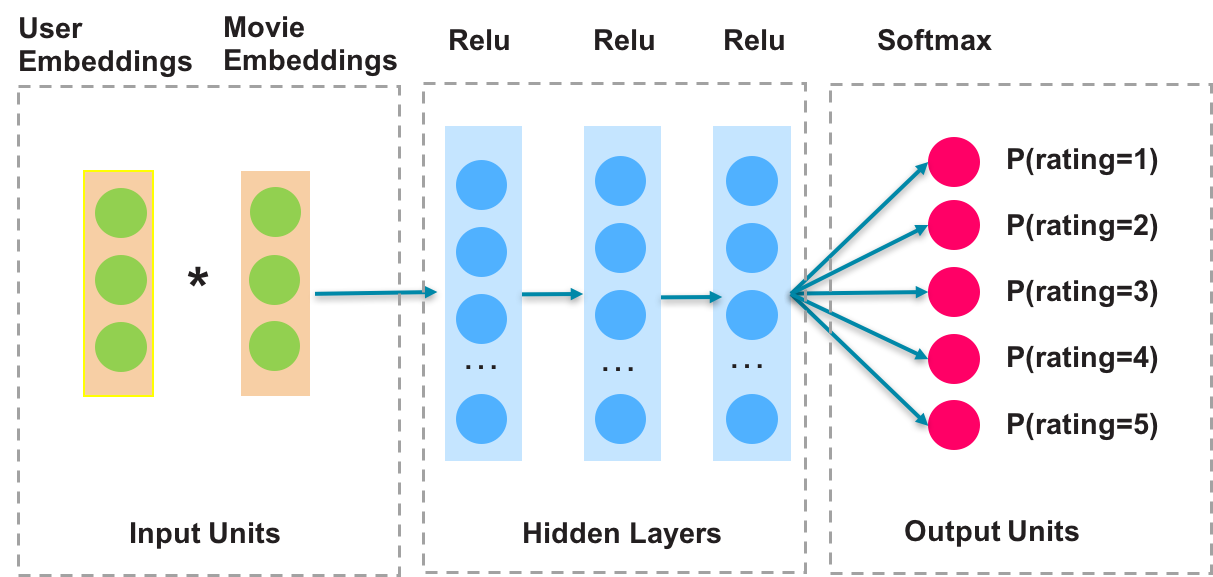 User
Embeddings
Movie
Embeddings
Relu
Relu
Relu
Softmax
*
...
...
...
P(rating=1)
P(rating=2)
P(rating=3)
P(rating=4)
P(rating=5)
Input Units
Hidden Layers
Output Units